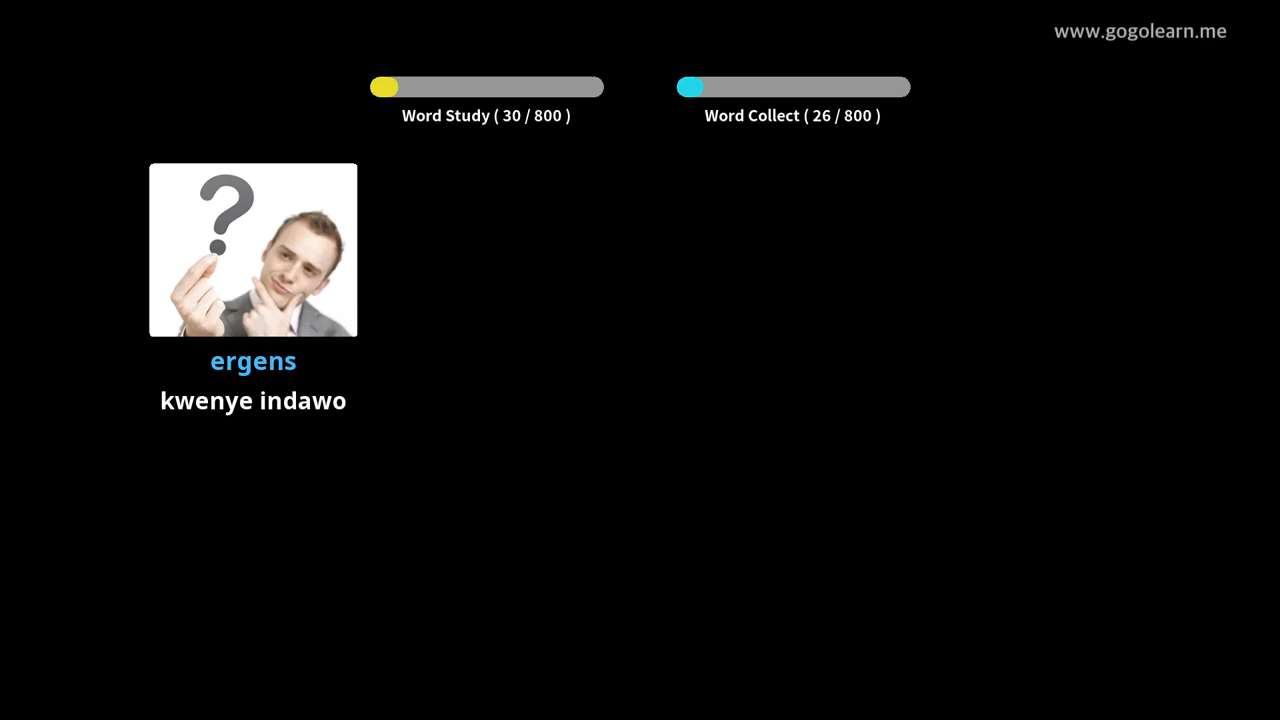 www.gogolearn.me
Word Study ( 30 / 800 )
Word Collect ( 26 / 800 )
?
ergens
kwenye indawo